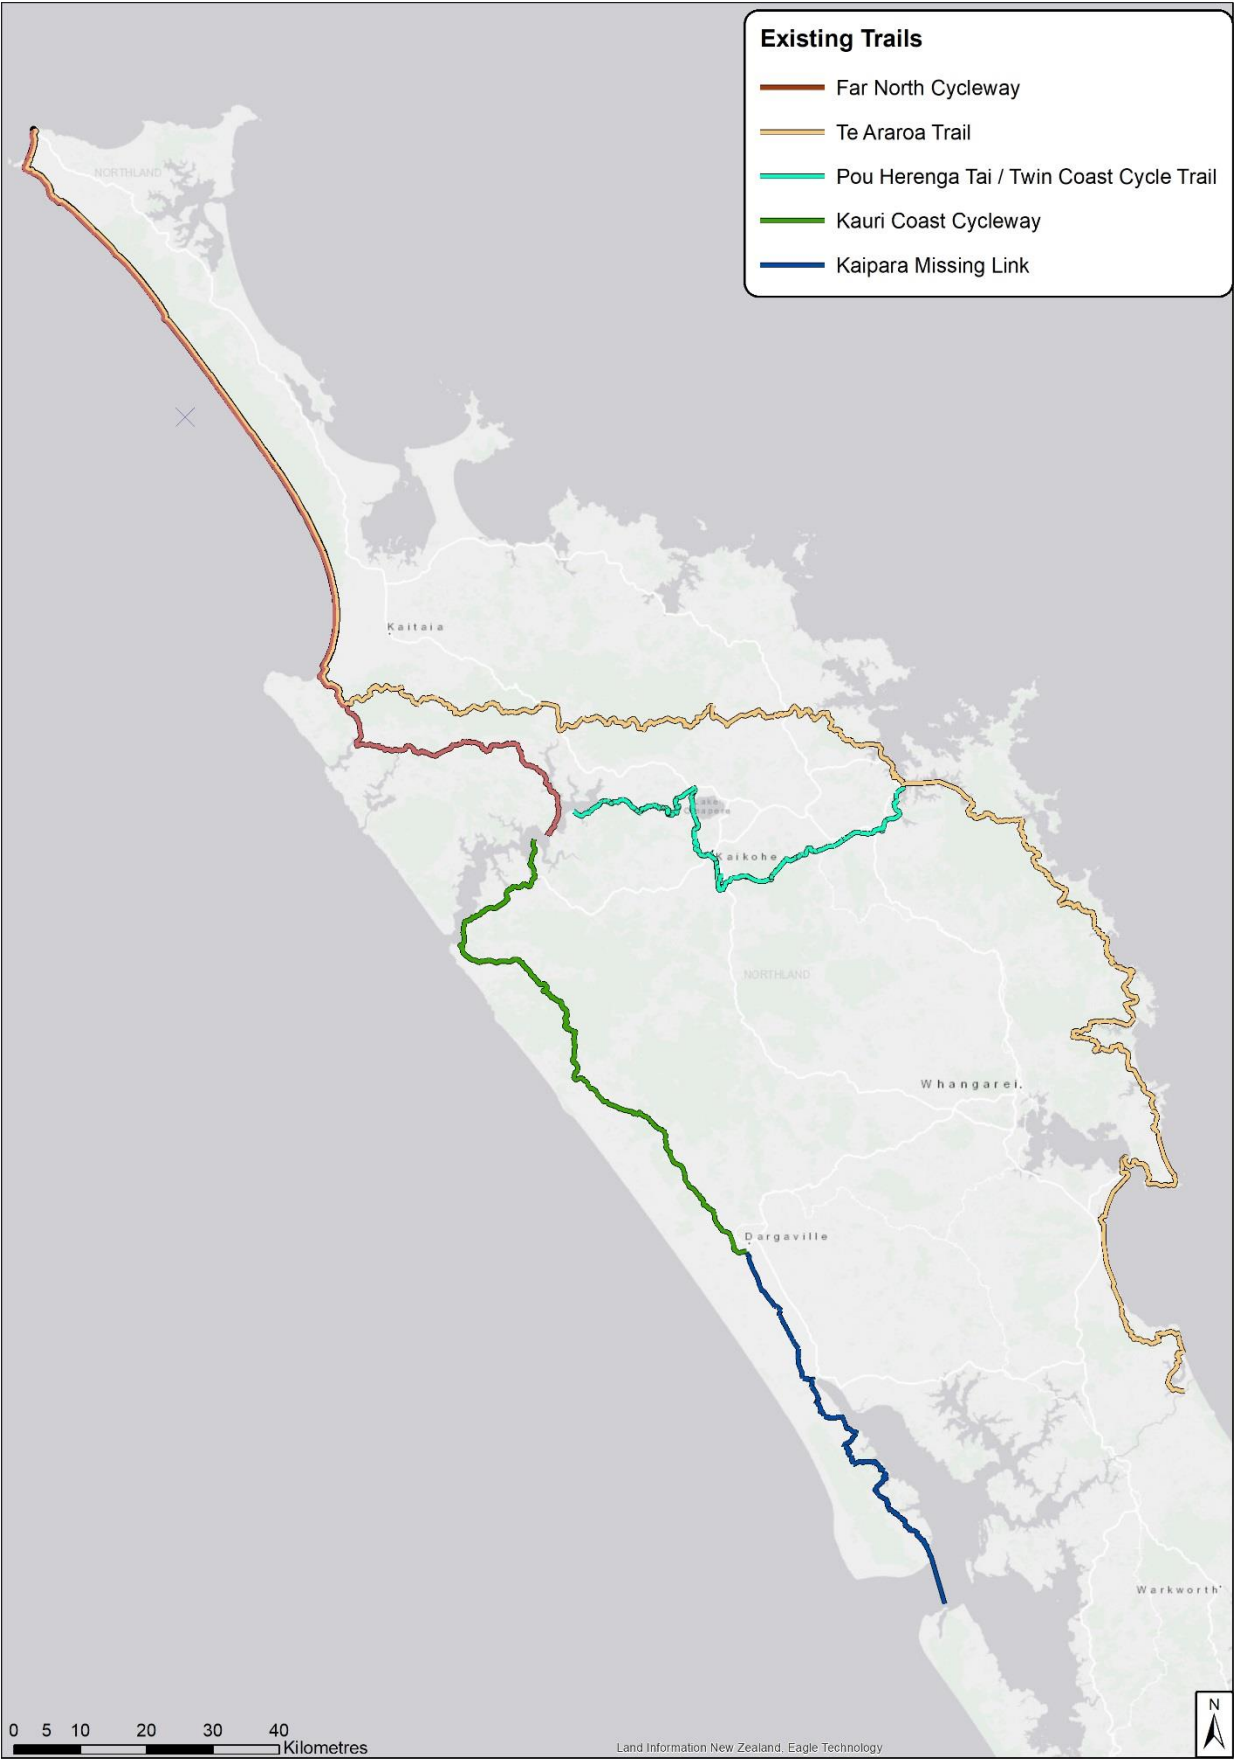 Existing Trails
Far North Cycleway
Te Araroa Trail
Pou Herenga Tai / Twin Coast Cycle Trail
Kauri Coast Cycleway
Kaipara Missing Link
NORTHLAND
Kaitaia
Lake
Omapere
Kaikohe
NORTHLAND
Whangarei
Dargaville
Warkworth
N
0 5 10 20 30 40
Kilometres
Land Information New Zealand, Eagle Technology